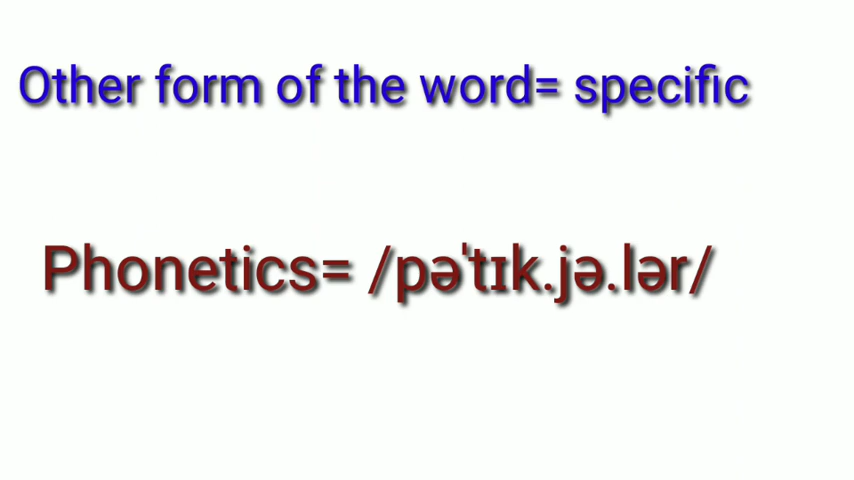 Other form of the word= specific
Phonetics= /pəˈtɪk.jə.lər/